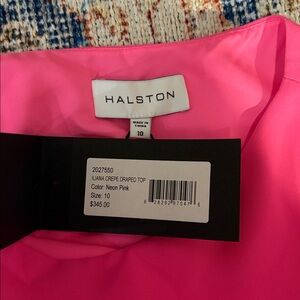 HALSTON
MADE IN
CHINA
10
2027550
ILIANA CREPE DRAPED TOP
Color: Neon Pink
Size: 10
$345.00